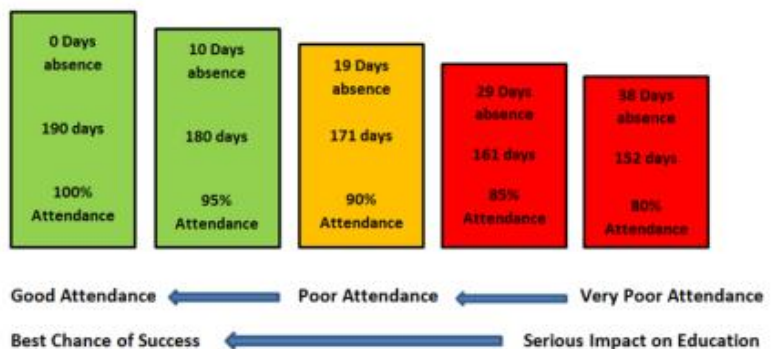 0 Days
absence
190 days
100%
Attendance
10 Days
absence
180 days
95%
Attendance
19 Days
absence
171 days
90%
Attendance
29 Days
absence
161 days
85%
Attendance
38 Days
absence
152 days
80%
Attendance
Good Attendance Poor Attendance Very Poor Attendance
Best Chance of Success Serious Impact on Education